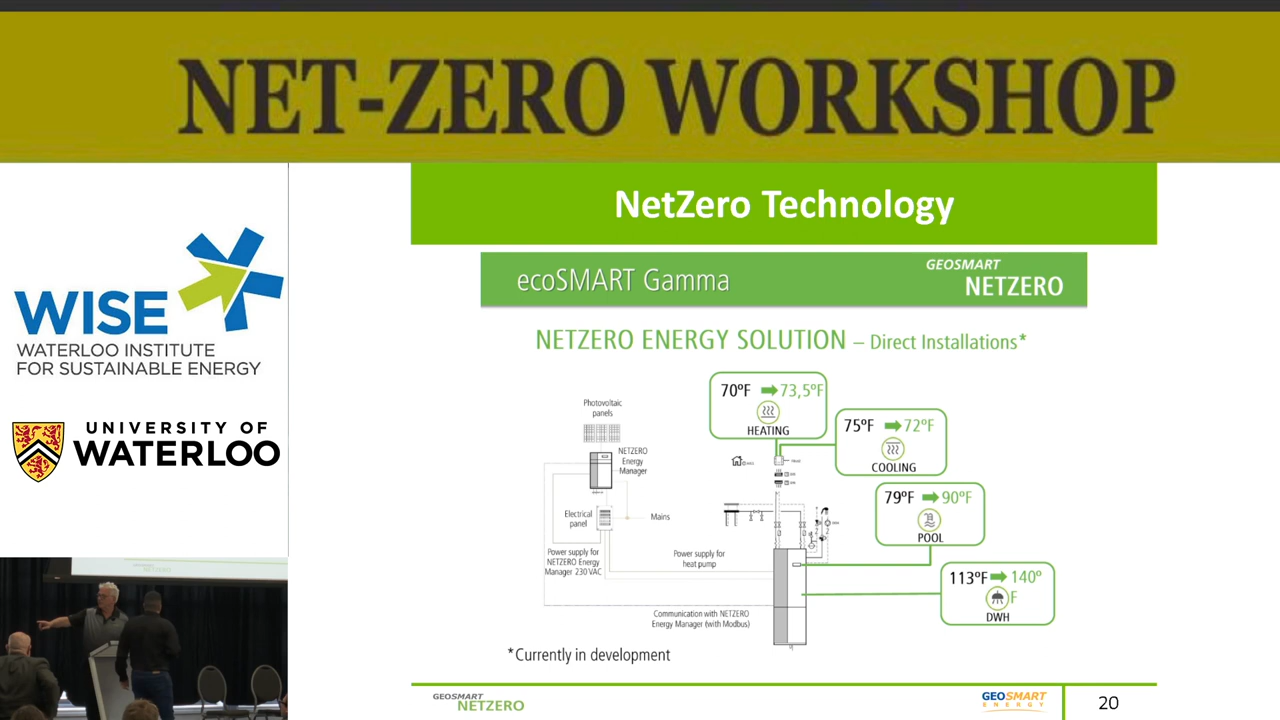 NET-ZERO WORKSHOP
NetZero Technology
ecoSMART Gamma
GEOSMART
NETZERO
NETZERO ENERGY SOLUTION – Direct Installations*
WISE
WATERLOO INSTITUTE
FOR SUSTAINABLE ENERGY
UNIVERSITY OF
WATERLOO
70ºF 73,5ºF
HEATING
75ºF 72ºF
COOLING
79ºF 90ºF
POOL
113ºF 140º
F
DWH
Photovoltaic
panels
NETZERO
Energy
Manager
Electrical
panel
Mains
Power supply for
NETZERO Energy
Manager 230 VAC
Power supply for
heat pump
Communication with NETZERO
Energy Manager (with Modbus)
*Currently in development
GEOSMART
NETZERO
GEOSMART
ENERGY
20